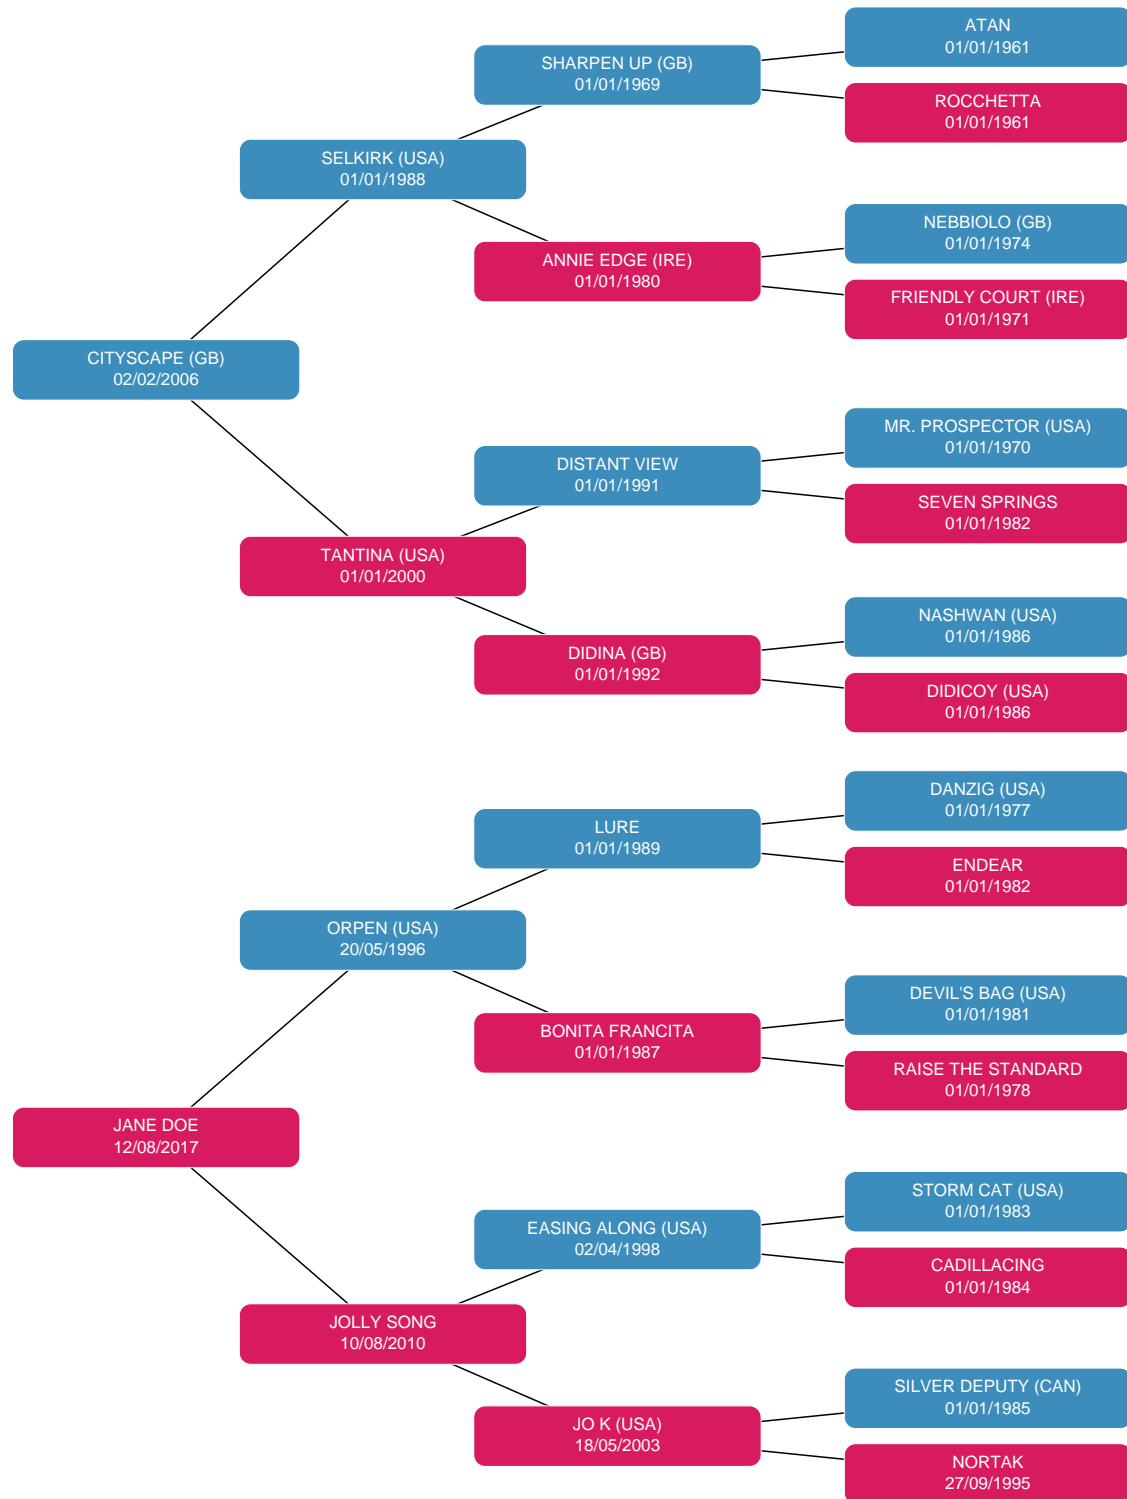 ATAN
01/01/1961
SHARPEN UP (GB)
01/01/1969
ROCCHETTA
01/01/1961
SELKIRK (USA)
01/01/1988
NEBBIOLO (GB)
01/01/1974
ANNIE EDGE (IRE)
01/01/1980
FRIENDLY COURT (IRE)
01/01/1971
CITYSCAPE (GB)
02/02/2006
MR. PROSPECTOR (USA)
01/01/1970
DISTANT VIEW
01/01/1991
SEVEN SPRINGS
01/01/1982
TANTINA (USA)
01/01/2000
NASHWAN (USA)
01/01/1986
DIDINA (GB)
01/01/1992
DIDICOY (USA)
01/01/1986
DANZIG (USA)
01/01/1977
LURE
01/01/1989
ENDEAR
01/01/1982
ORPEN (USA)
20/05/1996
DEVIL'S BAG (USA)
01/01/1981
BONITA FRANCITA
01/01/1987
RAISE THE STANDARD
01/01/1978
JANE DOE
12/08/2017
STORM CAT (USA)
01/01/1983
EASING ALONG (USA)
02/04/1998
CADILLACING
01/01/1984
JOLLY SONG
10/08/2010
SILVER DEPUTY (CAN)
01/01/1985
JO K (USA)
18/05/2003
NORTAK
27/09/1995